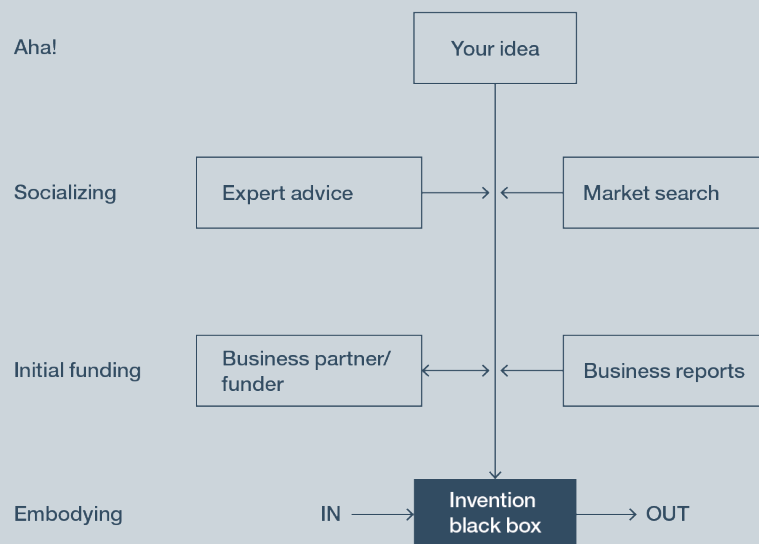 Aha!
Your idea
Socializing
Expert advice
Market search
Initial funding
Business partner/
funder
Business reports
Embodying
IN
Invention
black box
OUT